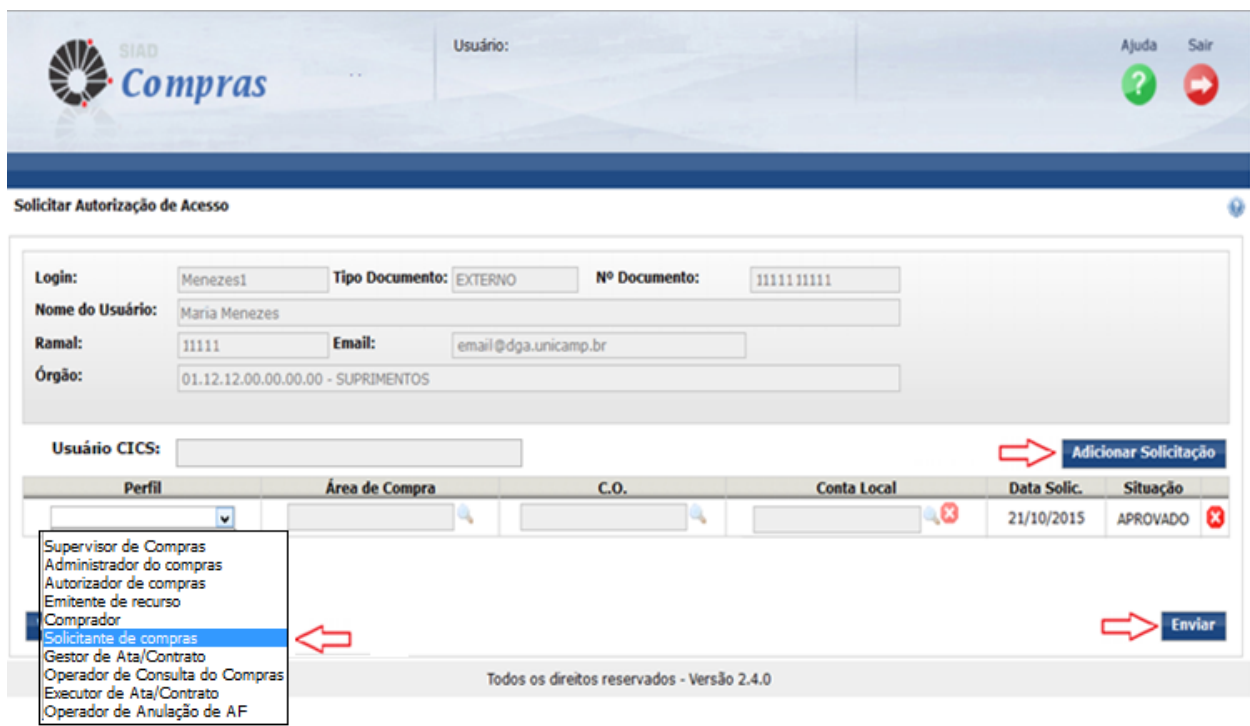 SIAD
Compras
Usuário:
Ajuda Sair
Solicitar Autorização de Acesso
Login: Menezes1 Tipo Documento: EXTERNO Nº Documento: 1111111111
Nome do Usuário: Maria Menezes
Ramal: 11111 Email: email@dga.unicamp.br
Órgão: 01.12.12.00.00.00.00 - SUPRIMENTOS
Usuário CICS:
Adicionar Solicitação
Perfil Área de Compra C.O. Conta Local Data Solic. Situação
21/10/2015 APROVADO
Supervisor de Compras
Administrador do compras
Autorizador de compras
Emitente de recurso
Comprador
Solicitante de compras
Gestor de Ata/Contrato
Operador de Consulta do Compras
Executor de Ata/Contrato
Operador de Anulação de AF
Enviar
Todos os direitos reservados - Versão 2.4.0